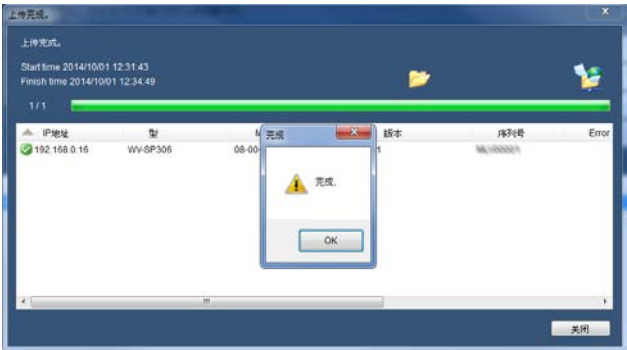 上传完成。
上传完成。
Start time 2014/10/01 12:31:43
Finish time 2014/10/01 12:34:49
1 / 1
IP地址 型 M 版本 序列号 Error
192.168.0.16 WV-SP306 08-00- 1
完成
完成.
OK
关闭